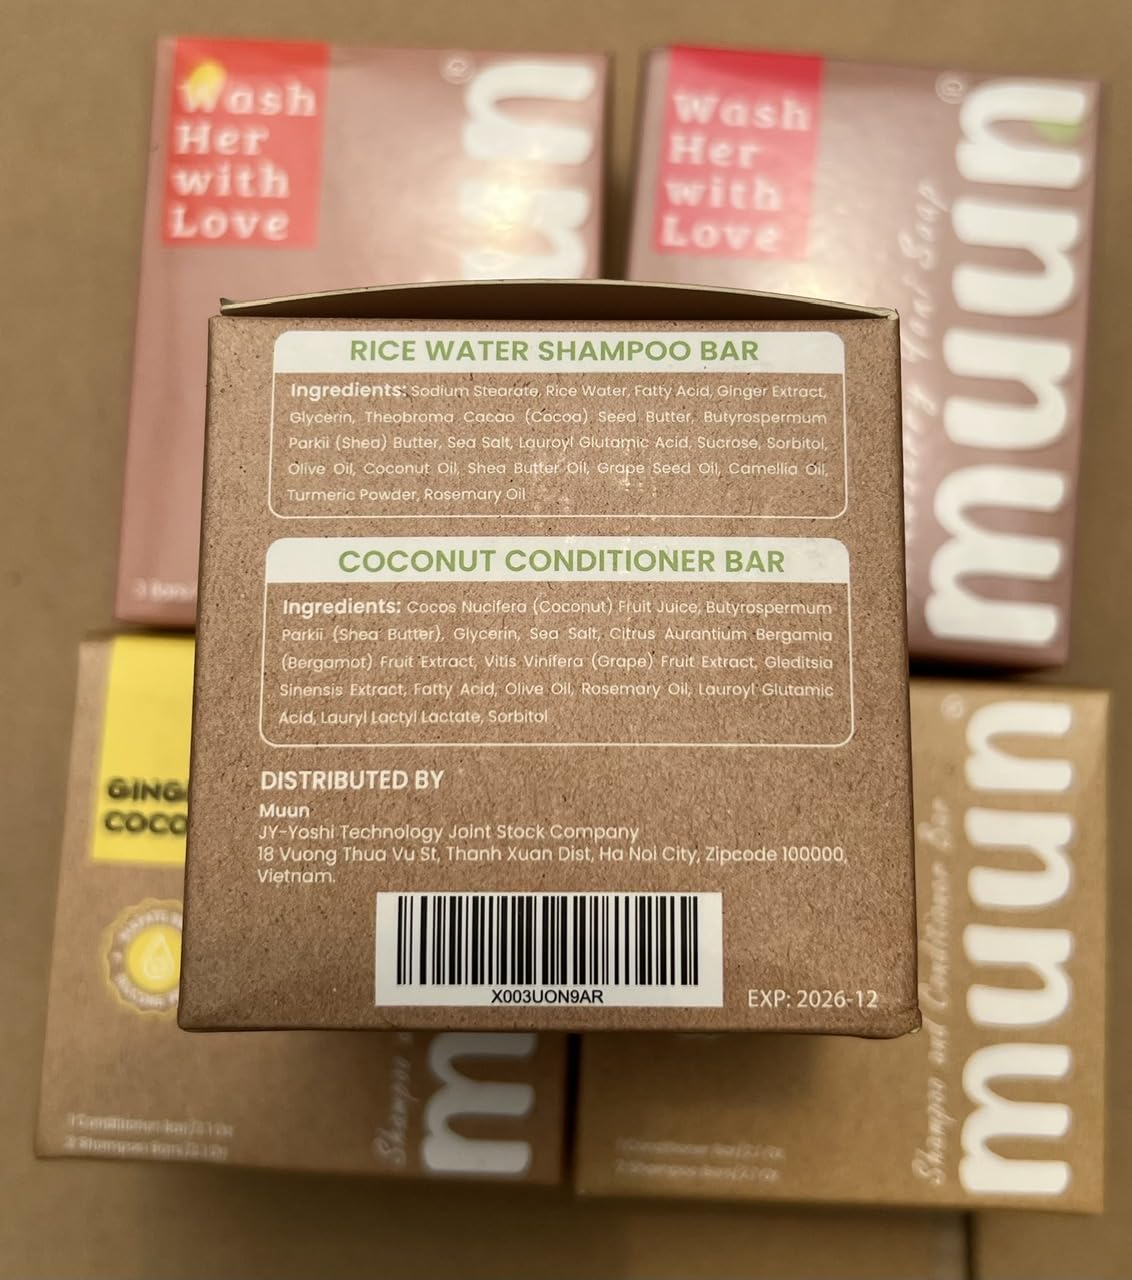 Wash
Her
with
Love
Wash
Her
with
Love
muun
RICE WATER SHAMPOO BAR
Ingredients: Sodium Stearate, Rice Water, Fatty Acid, Ginger Extract,
Glycerin, Theobroma Cacao (Cocoa) Seed Butter, Butyrospermum
Parkii (Shea) Butter, Sea Salt, Lauroyl Glutamic Acid, Sucrose, Sorbitol,
Olive Oil, Coconut Oil, Shea Butter Oil, Grape Seed Oil, Camellia Oil,
Turmeric Powder, Rosemary Oil
COCONUT CONDITIONER BAR
Ingredients: Cocos Nucifera (Coconut) Fruit Juice, Butyrospermum
Parkii (Shea Butter), Glycerin, Sea Salt, Citrus Aurantium Bergamia
(Bergamot) Fruit Extract, Vitis Vinifera (Grape) Fruit Extract, Gleditsia
Sinensis Extract, Fatty Acid, Olive Oil, Rosemary Oil, Lauroyl Glutamic
Acid, Lauryl Lactyl Lactate, Sorbitol
DISTRIBUTED BY
Muun
JY-Yoshi Technology Joint Stock Company
18 Vuong Thua Vu St, Thanh Xuan Dist, Ha Noi City, Zipcode 100000,
Vietnam.
X003UON9AR
EXP: 2026-12
Shampoo and Conditioner Bar
muun